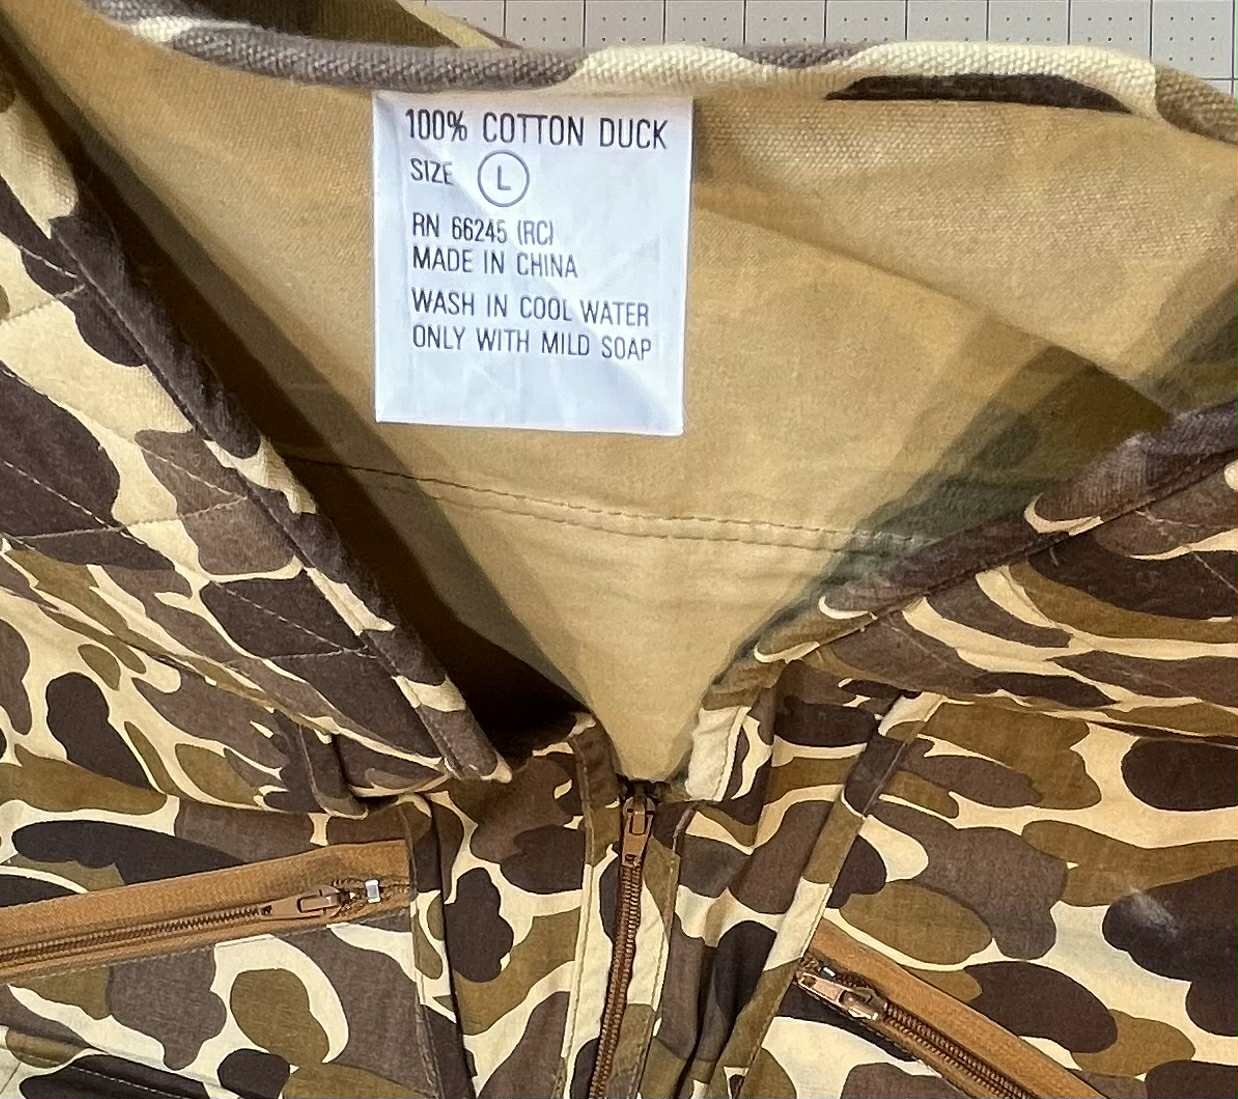 100% COTTON DUCK
SIZE L
RN 66245 (RC)
MADE IN CHINA
WASH IN COOL WATER
ONLY WITH MILD SOAP